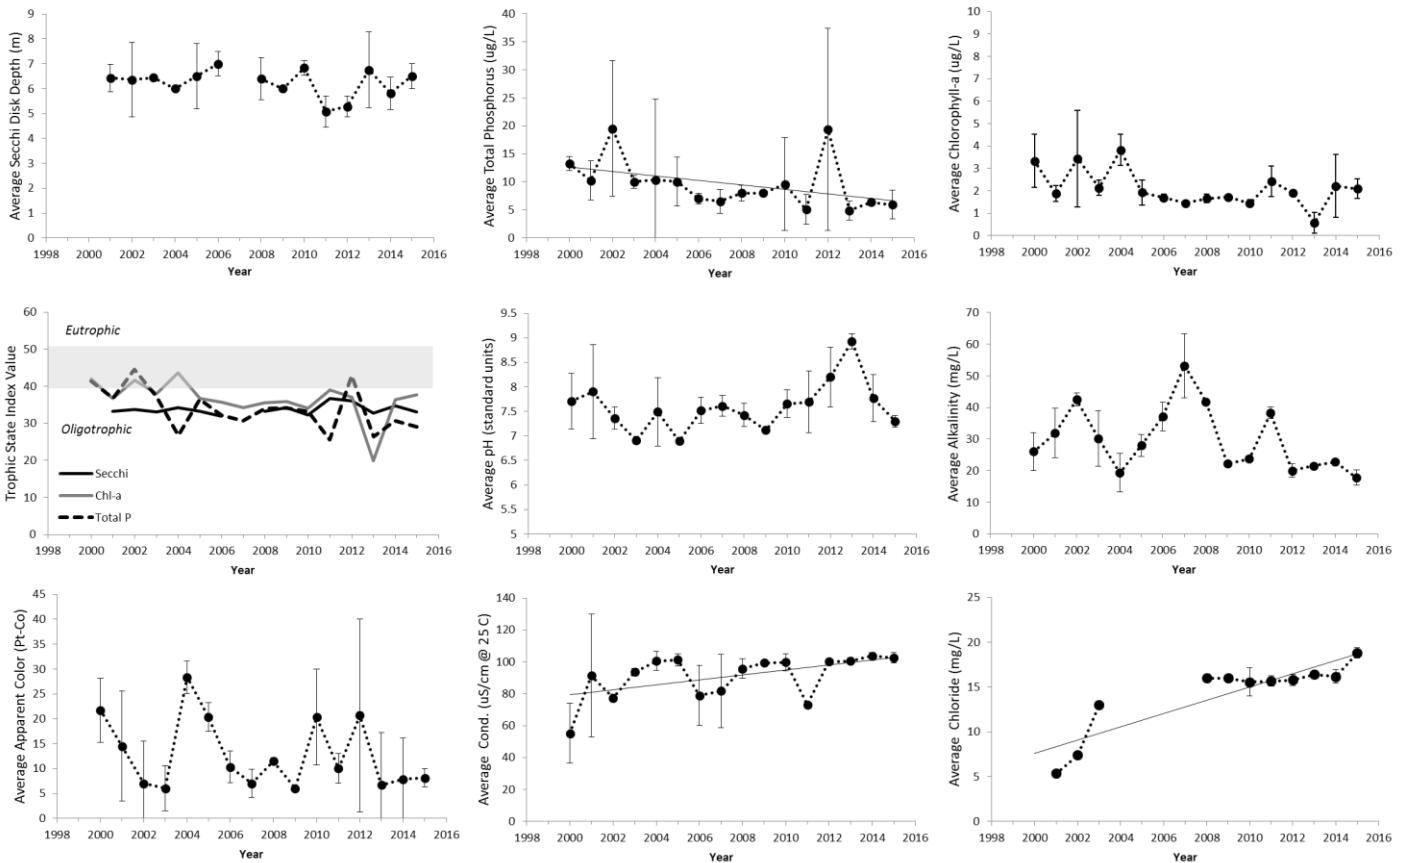 Average Secchi Disk Depth (m)
9
8
7
6
5
4
3
2
1
0
1998 2000 2002 2004 2006 2008 2010 2012 2014 2016
Year
Average Total Phosphorus (ug/L)
40
35
30
25
20
15
10
5
0
1998 2000 2002 2004 2006 2008 2010 2012 2014 2016
Year
Average Chlorophyll-a (ug/L)
10
9
8
7
6
5
4
3
2
1
0
1998 2000 2002 2004 2006 2008 2010 2012 2014 2016
Year
Trophic State Index Value
60
50
40
30
20
10
0
Eutrophic
Oligotrophic
Secchi
Chl-a
Total P
1998 2000 2002 2004 2006 2008 2010 2012 2014 2016
Year
Average pH (standard units)
9.5
9
8.5
8
7.5
7
6.5
6
5.5
5
1998 2000 2002 2004 2006 2008 2010 2012 2014 2016
Year
Average Alkalinity (mg/L)
70
60
50
40
30
20
10
0
1998 2000 2002 2004 2006 2008 2010 2012 2014 2016
Year
Average Apparent Color (Pt-Co)
45
40
35
30
25
20
15
10
5
0
1998 2000 2002 2004 2006 2008 2010 2012 2014 2016
Year
Average Cond. (uS/cm @ 25 C)
140
120
100
80
60
40
20
0
1998 2000 2002 2004 2006 2008 2010 2012 2014 2016
Year
Average Chloride (mg/L)
25
20
15
10
5
0
1998 2000 2002 2004 2006 2008 2010 2012 2014 2016
Year